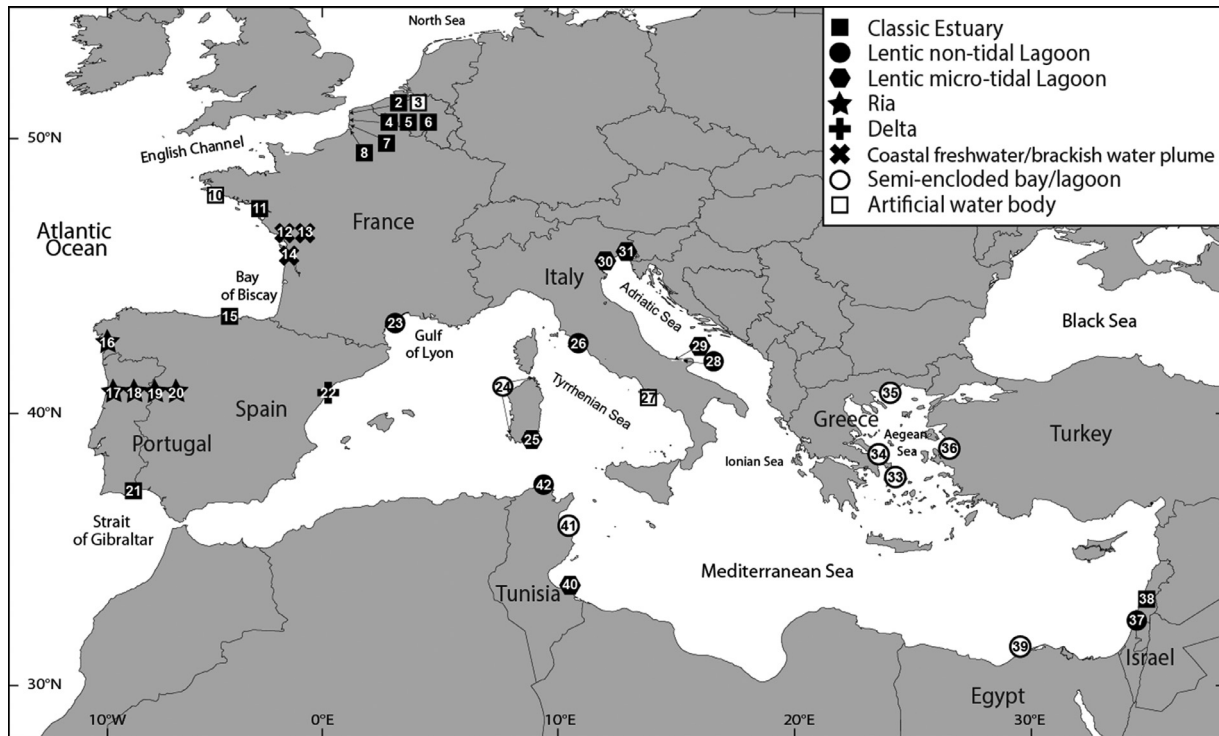 North Sea
Classic Estuary
Lentic non-tidal Lagoon
Lentic micro-tidal Lagoon
Ria
Delta
Coastal freshwater/brackish water plume
Semi-encloded bay/lagoon
Artificial water body
50°N
English Channel
2 3
4 5 6
7
8
10
11
France
Atlantic
Ocean
12 13
14
Bay
of Biscay
15
16
17 18 19 20
Spain
22
Portugal
21
Strait
of Gibraltar
23
Gulf
of Lyon
Italy
30 31
Adriatic Sea
26
29
28
Black Sea
24
Tyrrhenian Sea
27
25
40°N
35
Greece
Aegean
Sea
36
Turkey
34
33
Ionian Sea
42
41
Mediterranean Sea
Tunisia
40
38
37
39
Israel
Egypt
30°N
10°W
0°E
10°E
20°E
30°E